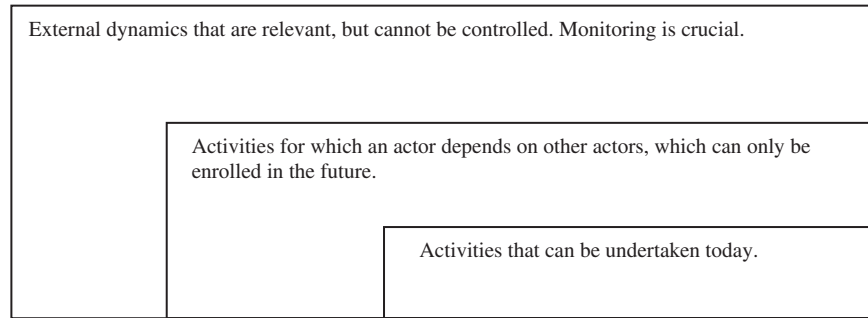 External dynamics that are relevant, but cannot be controlled. Monitoring is crucial.
Activities for which an actor depends on other actors, which can only be
enrolled in the future.
Activities that can be undertaken today.